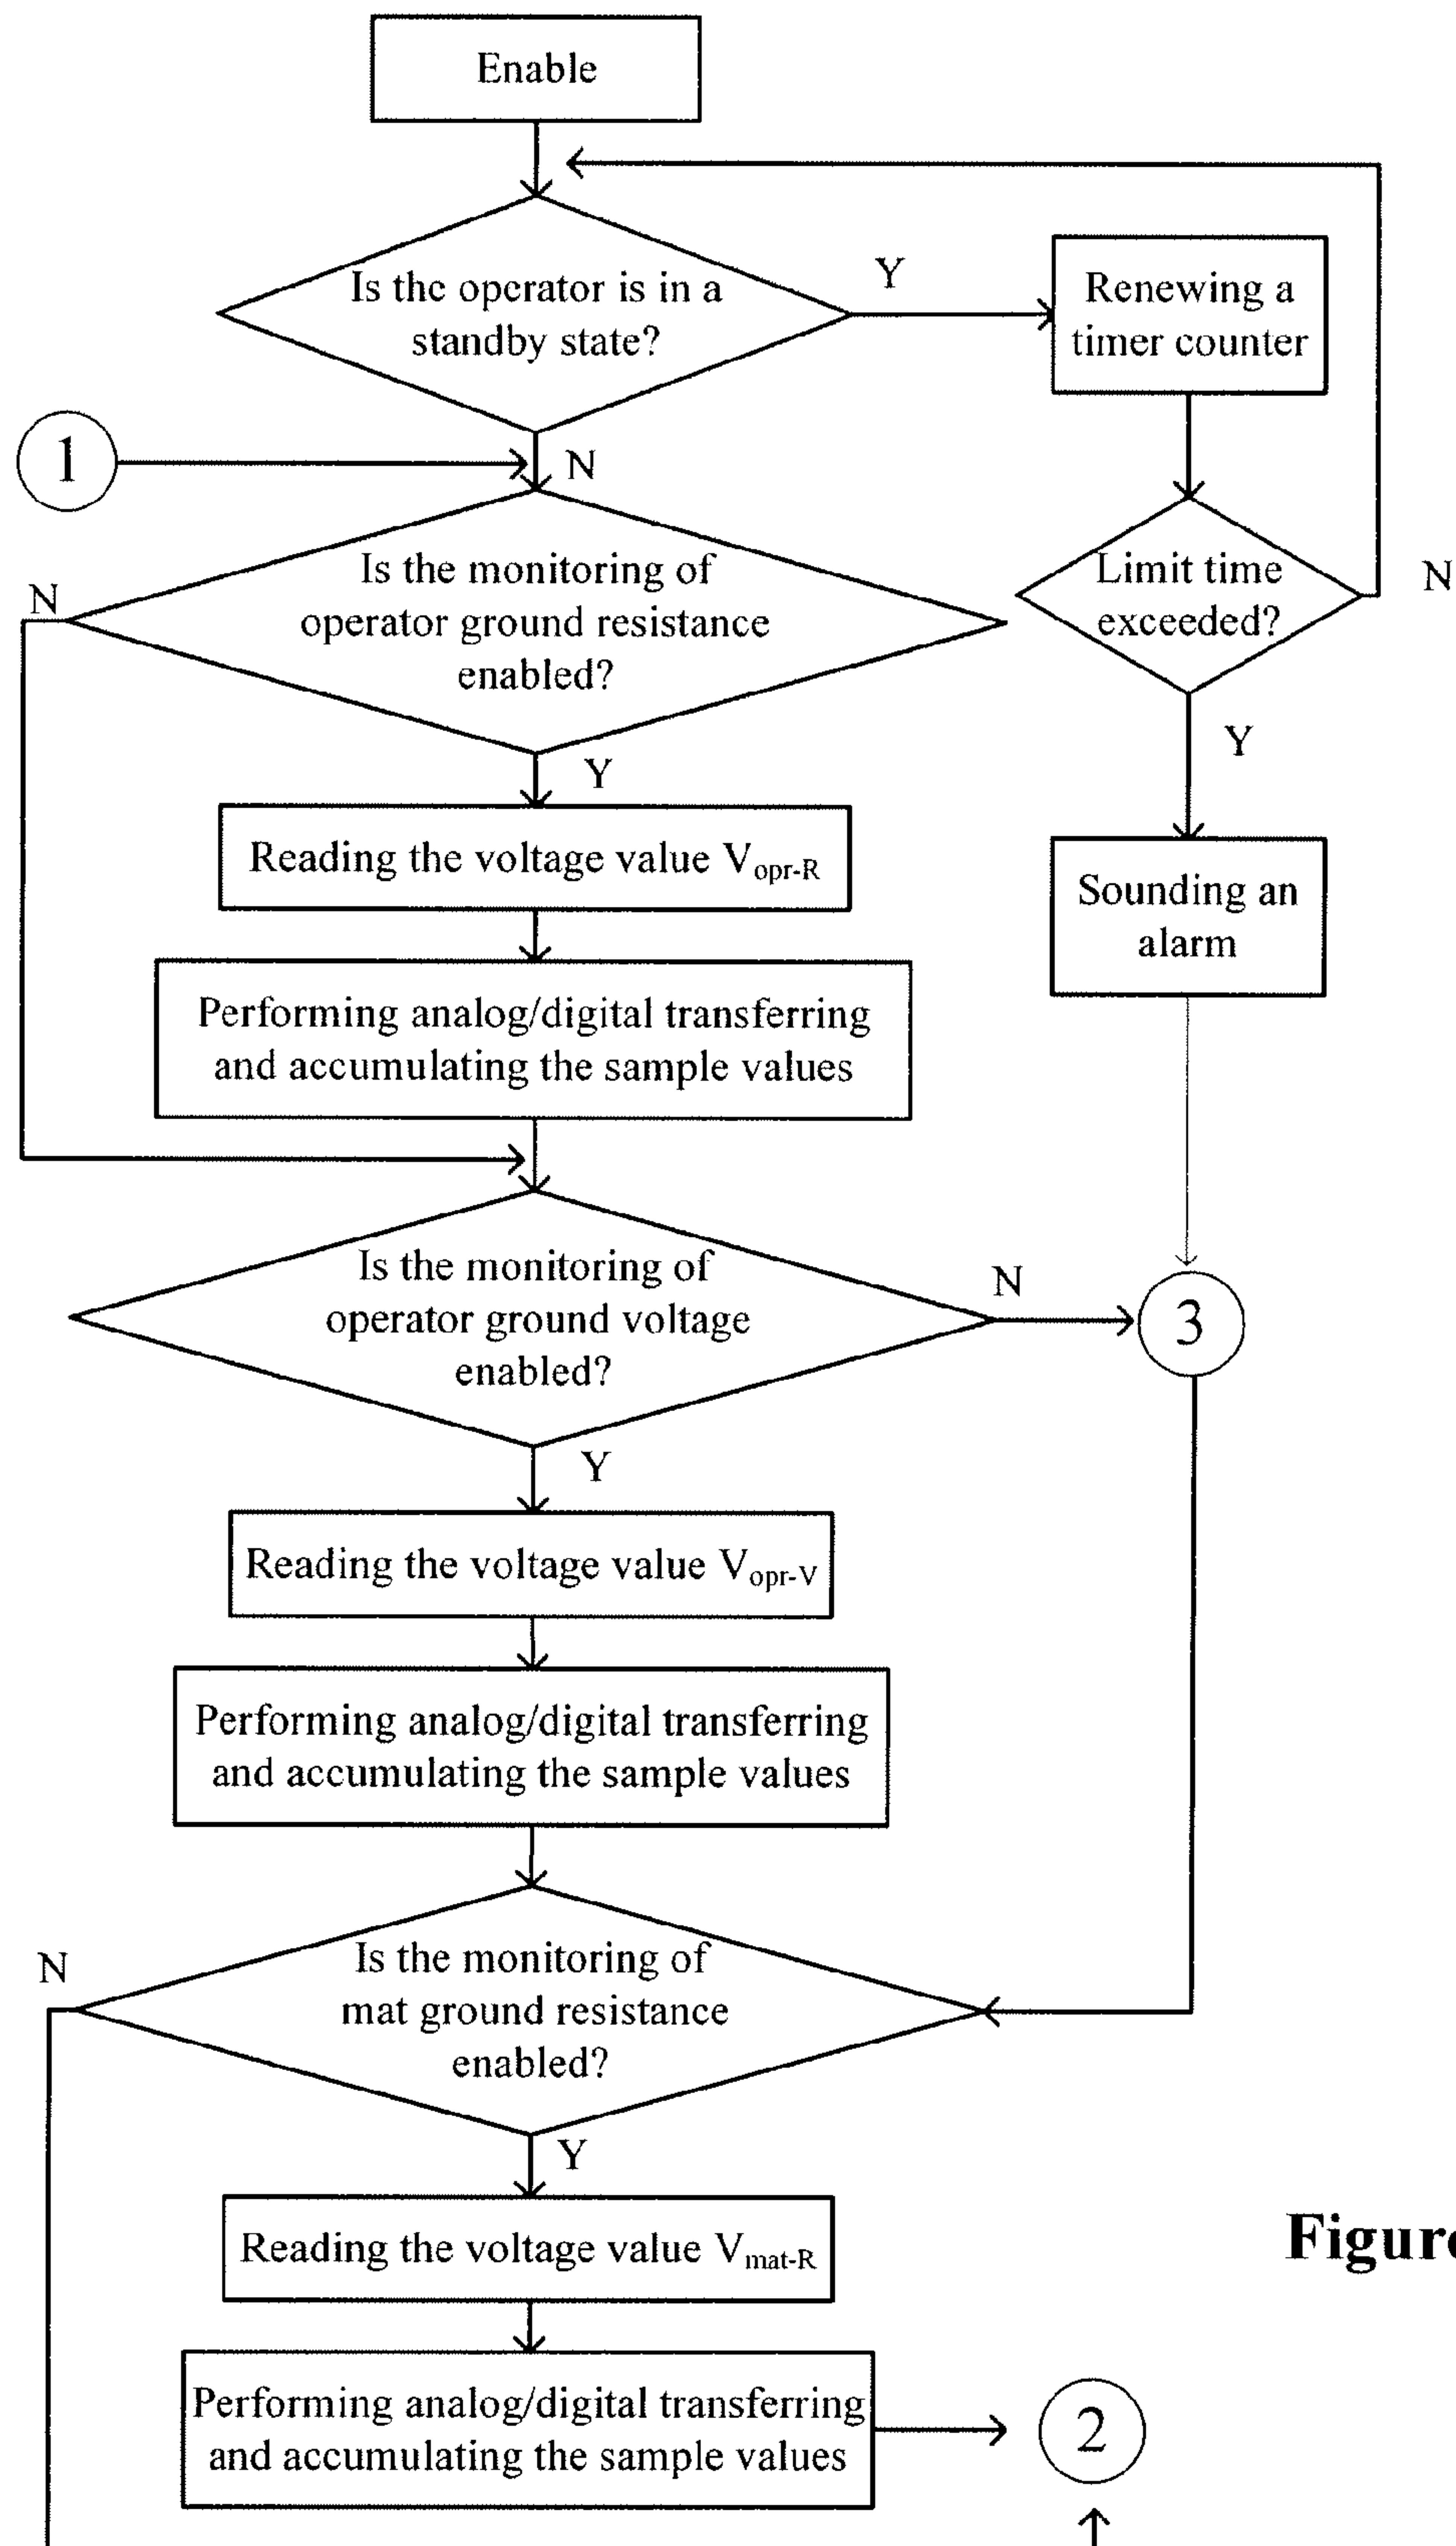 Enable
Is the operator is in a
standby state?
Y
Renewing a
timer counter
1
N
Is the monitoring of
operator ground resistance
enabled?
N
Limit time
exceeded?
N
Y
Y
Reading the voltage value Vopr-R
Sounding an
alarm
Performing analog/digital transferring
and accumulating the sample values
Is the monitoring of
operator ground voltage
enabled?
N
3
Y
Reading the voltage value Vopr-V
Performing analog/digital transferring
and accumulating the sample values
N
Is the monitoring of
mat ground resistance
enabled?
Y
Reading the voltage value Vmat-R
Figure
Performing analog/digital transferring
and accumulating the sample values
2